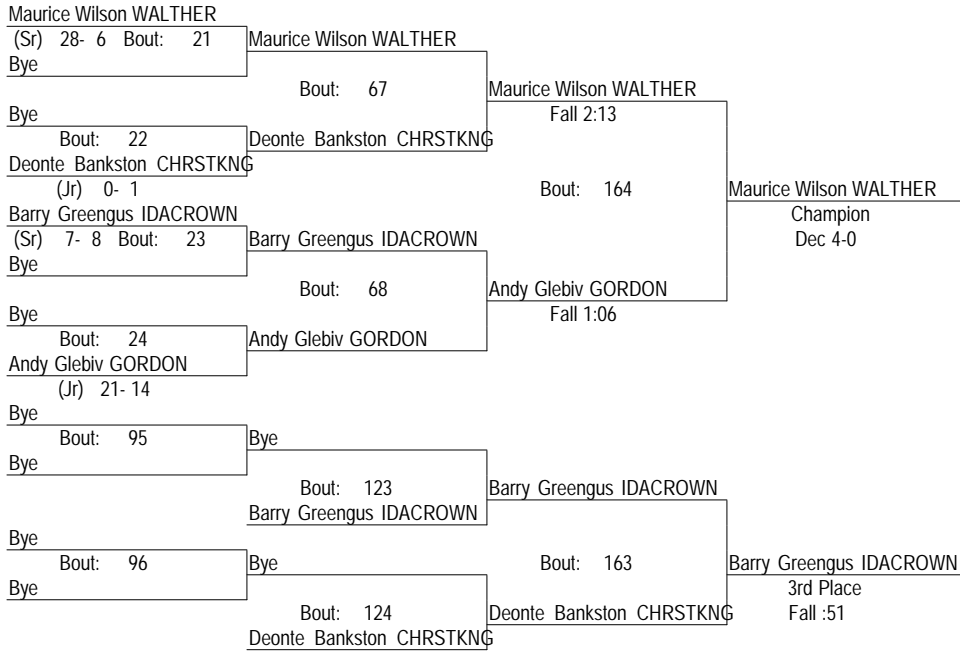 Maurice Wilson WALTHER
(Sr) 28- 6 Bout: 21 Maurice Wilson WALTHER
Bye
Bout: 67 Maurice Wilson WALTHER
Bye Fall 2:13
Bout: 22 Deonte Bankston CHRSTKNG
Deonte Bankston CHRSTKNG
(Jr) 0- 1 Bout: 164 Maurice Wilson WALTHER
Barry Greengus IDACROWN Champion
(Sr) 7- 8 Bout: 23 Barry Greengus IDACROWN Dec 4-0
Bye
Bout: 68 Andy Glebiv GORDON
Bye Fall 1:06
Bout: 24 Andy Glebiv GORDON
Andy Glebiv GORDON
(Jr) 21- 14
Bye
Bout: 95 Bye
Bye
Bout: 123 Barry Greengus IDACROWN
Barry Greengus IDACROWN
Bye
Bout: 96 Bye Bout: 163 Barry Greengus IDACROWN
Bye 3rd Place
Bout: 124 Deonte Bankston CHRSTKNG Fall :51
Deonte Bankston CHRSTKNG